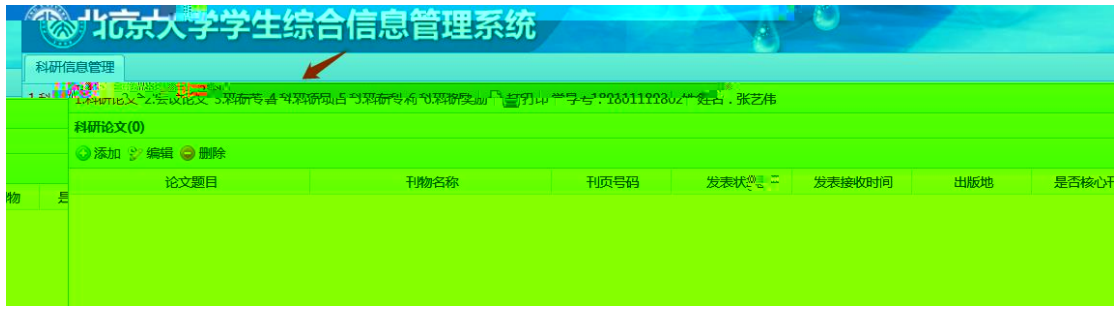 北京大学学生综合信息管理系统
科研信息管理
1.科研论文 2.会议论文 3.科研专著 4.科研项目 5.科研专利 6.科研奖励 打印 学号：1801111802 姓名：张艺伟
科研论文(0)
添加 编辑 删除
论文题目 刊物名称 刊页号码 发表状 发表接收时间 出版地 是否核心刊
物 是